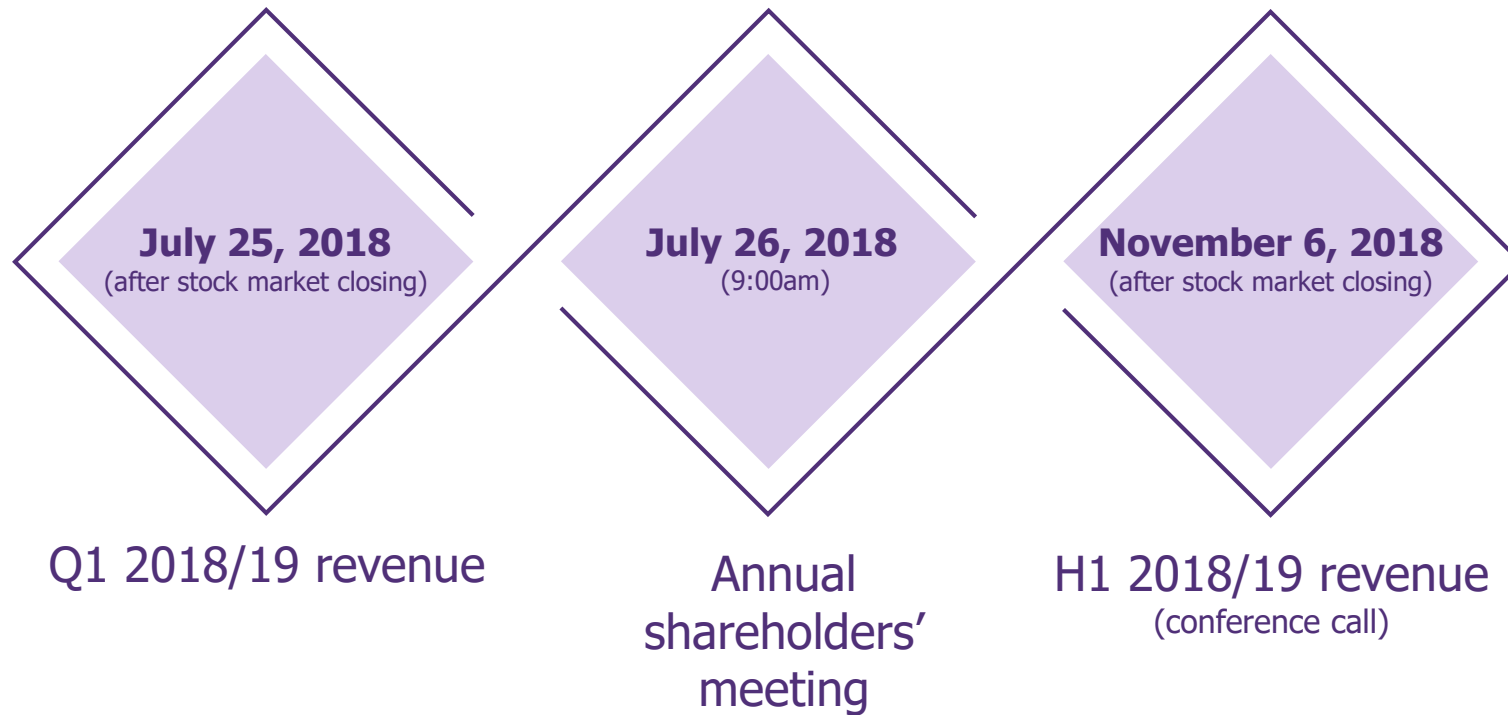 July 25, 2018
(after stock market closing)
Q1 2018/19 revenue
July 26, 2018
(9:00am)
Annual
shareholders’
meeting
November 6, 2018
(after stock market closing)
H1 2018/19 revenue
(conference call)